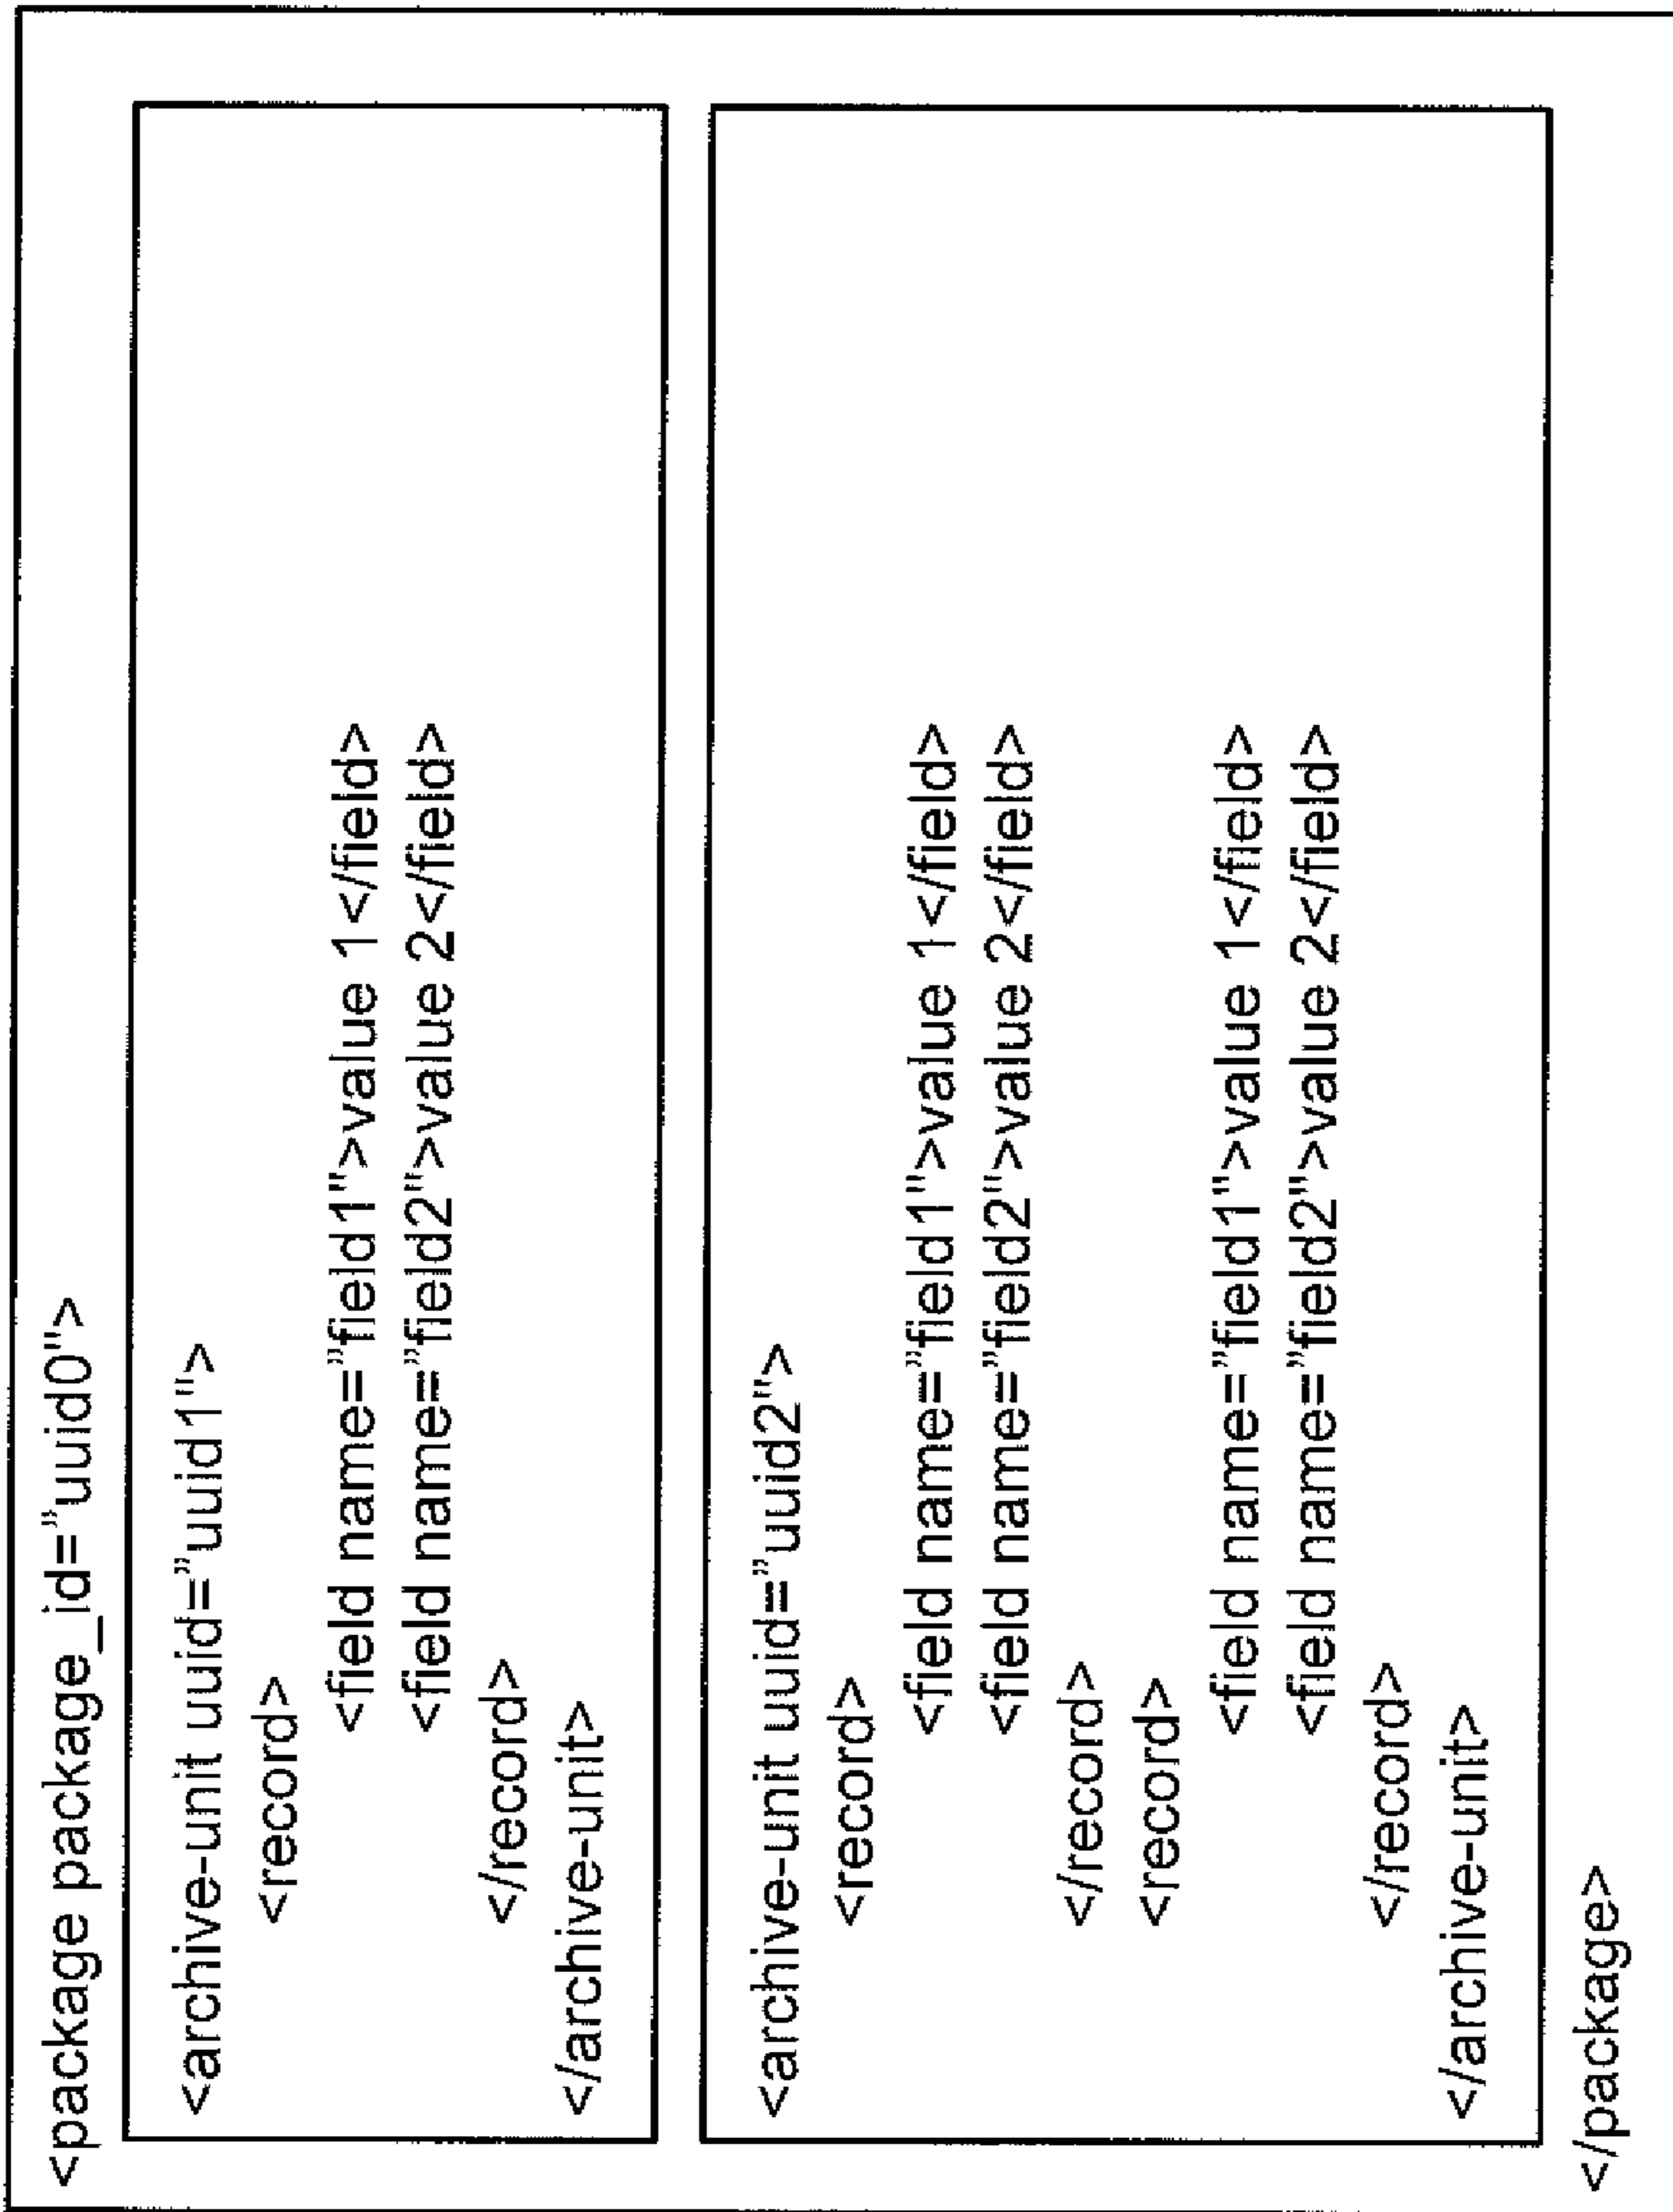 <package package_id=”uuid0">
<archive-unit uuid=”uuid1">
<record>
<field name=”field1">value 1</field>
<field name=”field2">value 2</field>
</record>
</archive-unit>
<archive-unit uuid=”uuid2">
<record>
<field name=”field1">value 1</field>
<field name=”field2">value 2</field>
</record>
<record>
<field name=”field1">value 1</field>
<field name=”field2">value 2</field>
</record>
</archive-unit>
</package>